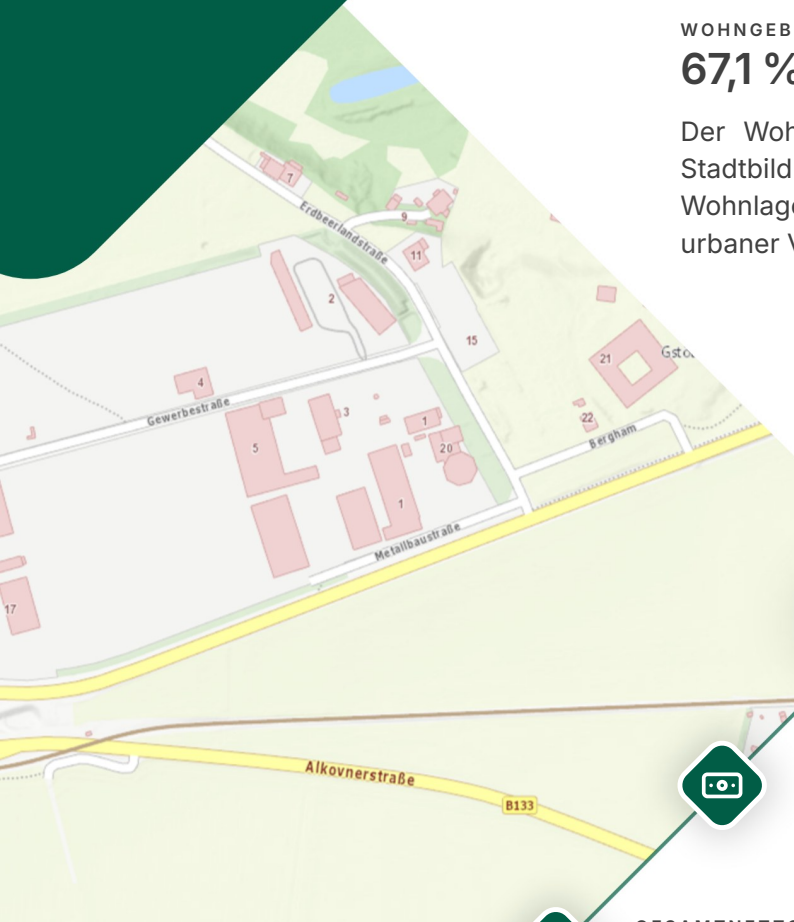 WOHNGEB
67,1 %
Der Woh
Stadtbild
Wohnlage
urbaner V
7
Erdbeerlandstraße
9
11
2
15
21
4
Gewerbestraße
3
1
22
5
20
Bergham
1
Metallbaustraße
17
Alkovnerstraße
B133